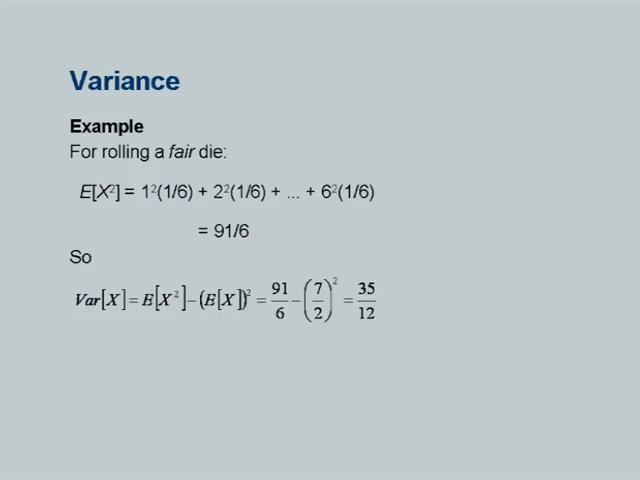 Variance
Example
For rolling a fair die:
E[X²] = 1²(1/6) + 2²(1/6) + ... + 6²(1/6)
= 91/6
So
Var[X] = E[X²] − (E[X])² = 91/6 − (7/2)² = 35/12